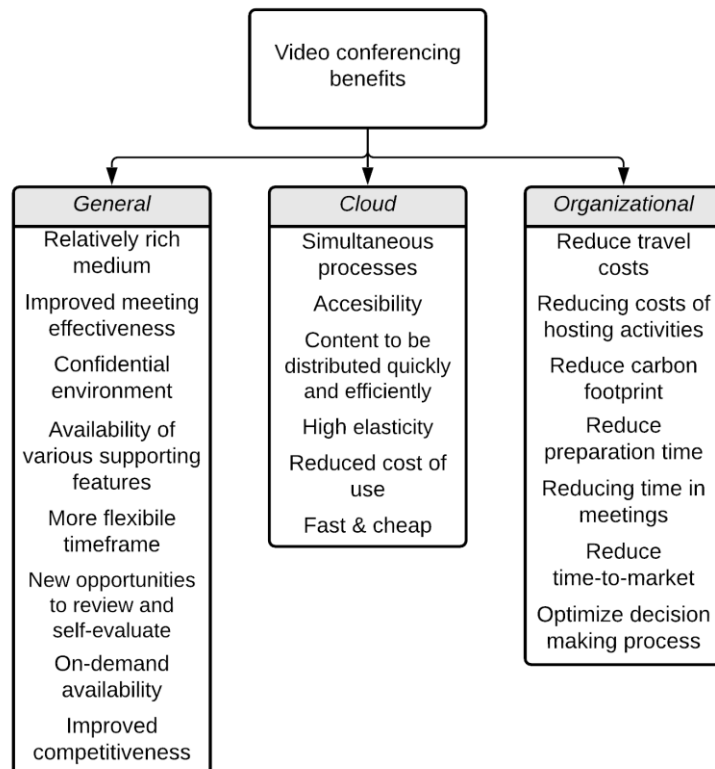 Video conferencing
benefits
General
Relatively rich
medium
Improved meeting
effectiveness
Confidential
environment
Availability of
various supporting
features
More flexibile
timeframe
New opportunities
to review and
self-evaluate
On-demand
availability
Improved
competitiveness
Cloud
Simultaneous
processes
Accesibility
Content to be
distributed quickly
and efficiently
High elasticity
Reduced cost of
use
Fast & cheap
Organizational
Reduce travel
costs
Reducing costs of
hosting activities
Reduce carbon
footprint
Reduce
preparation time
Reducing time in
meetings
Reduce
time-to-market
Optimize decision
making process